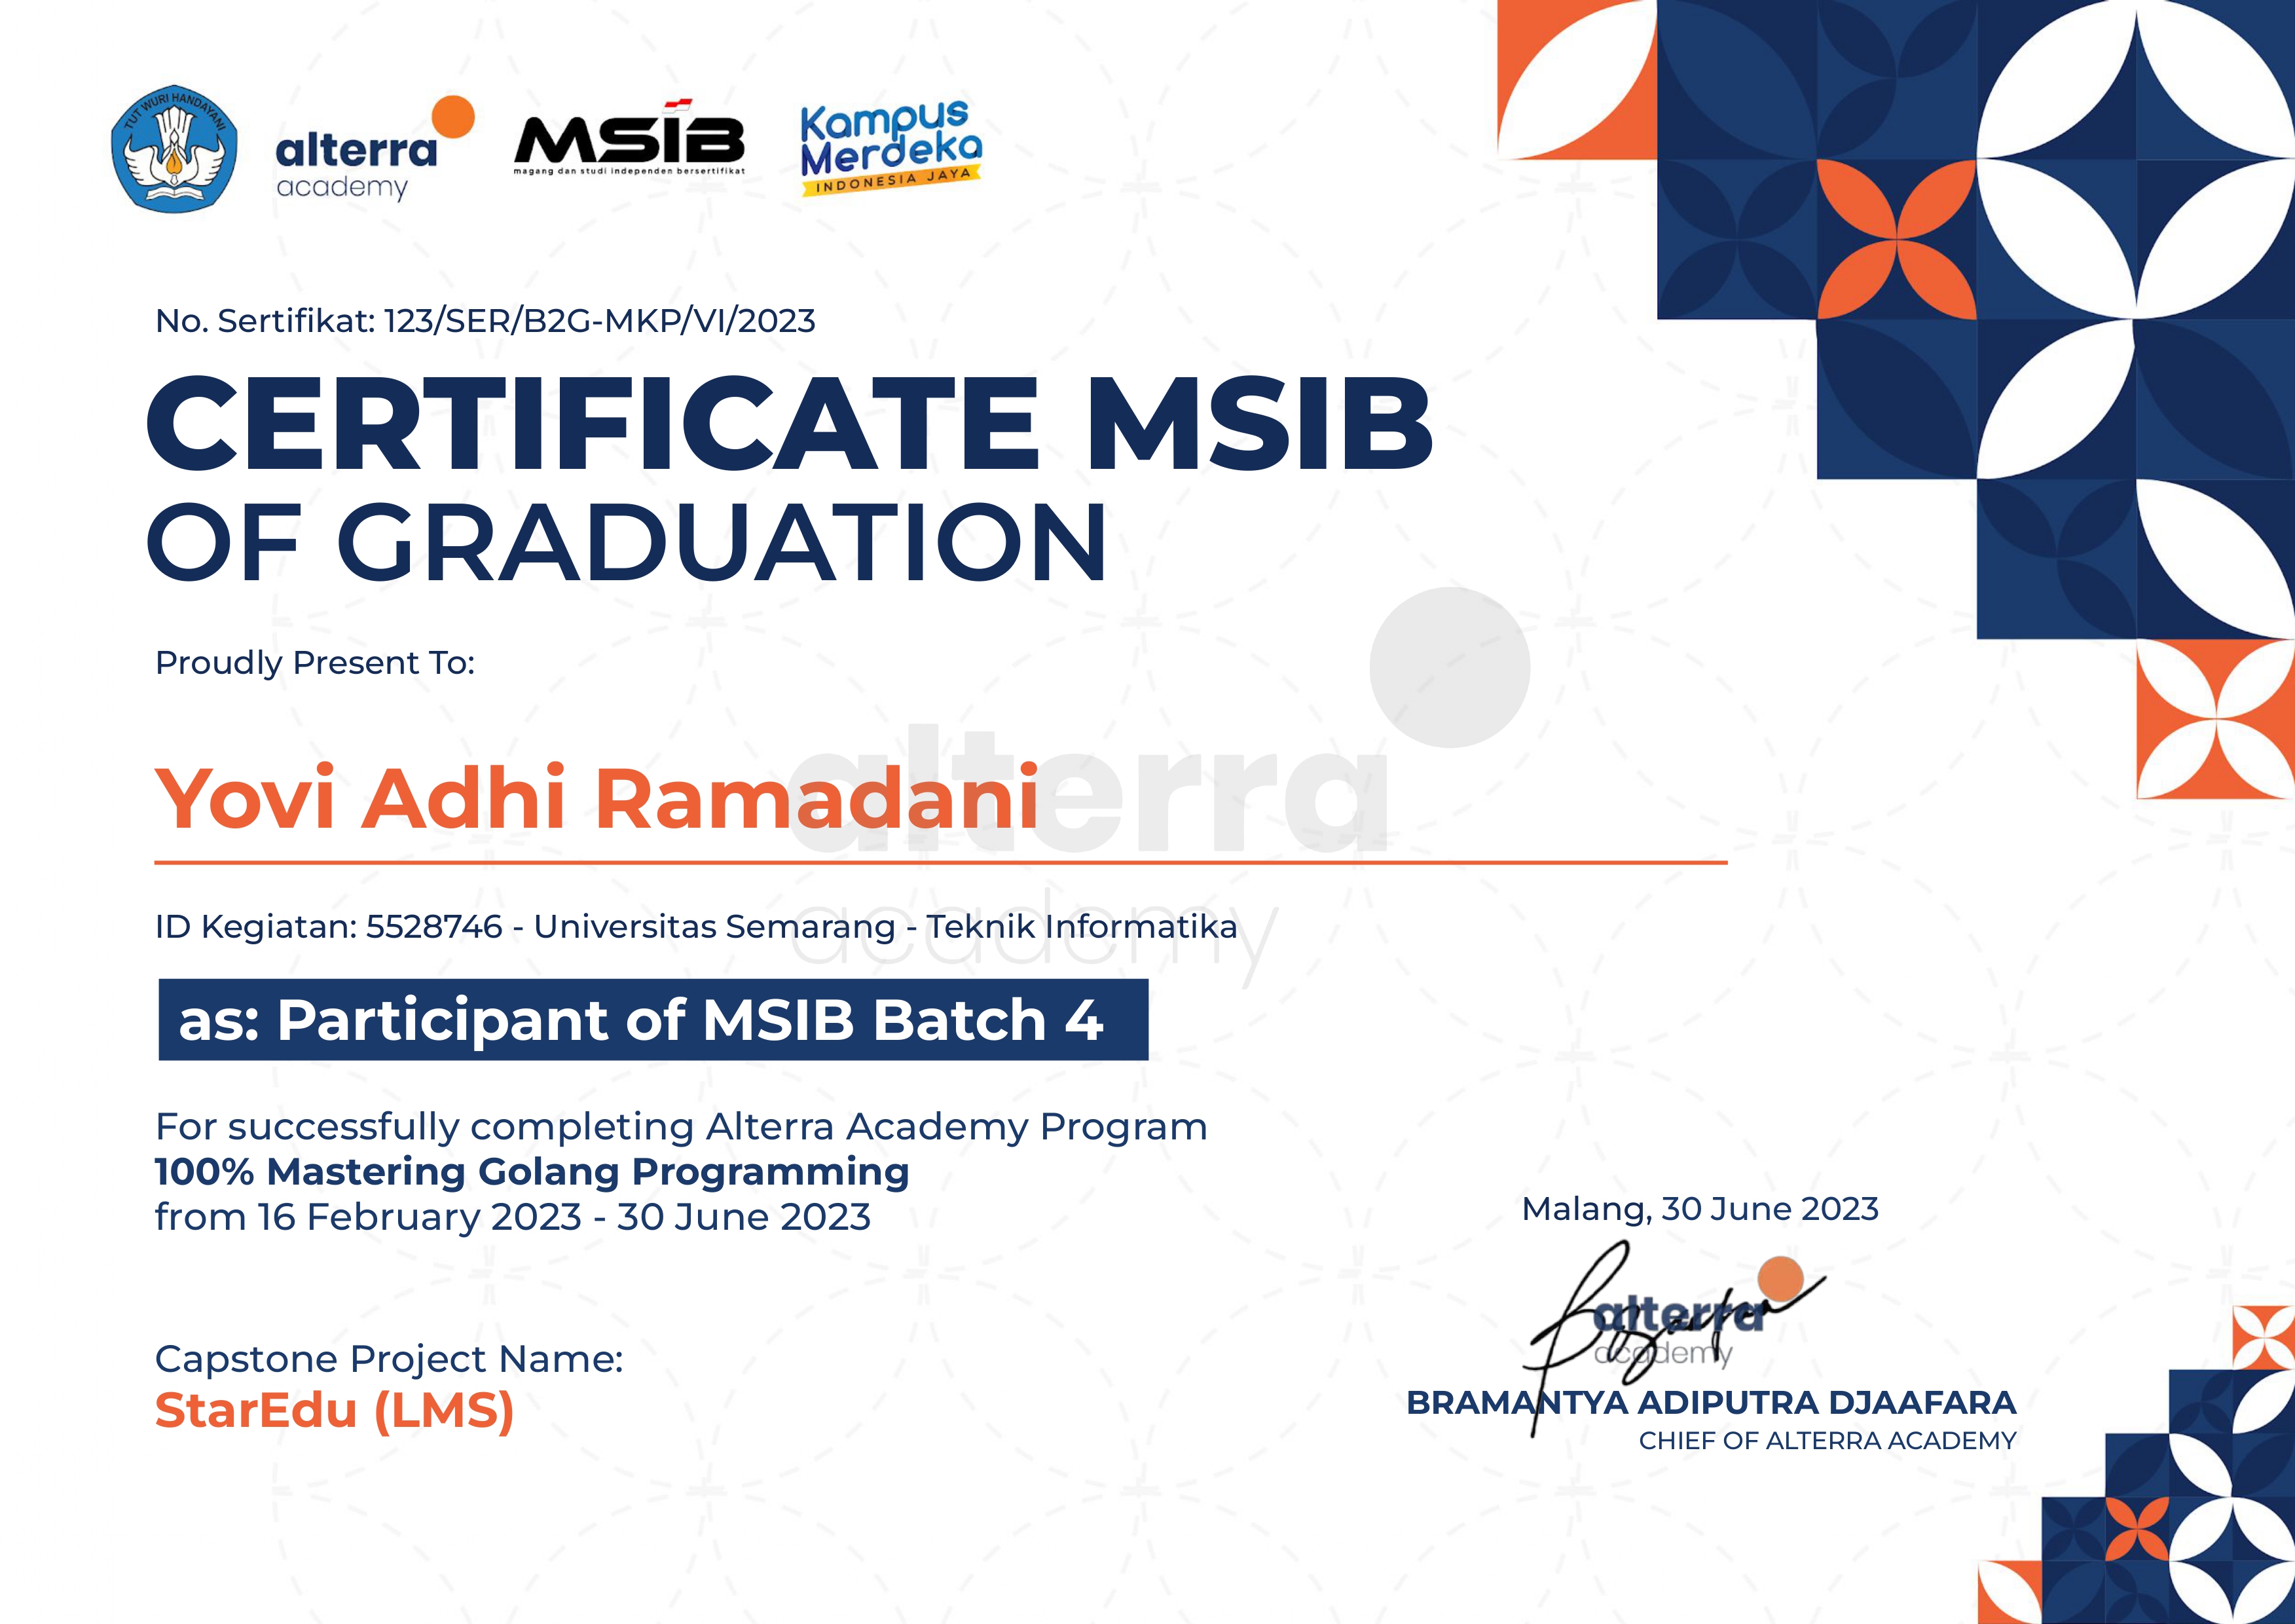 TUT WURI HANDAYANI
alterra
academy
MSIB
magang dan studi independen bersertifikat
Kampus
Merdeka
INDONESIA JAYA
No. Sertifikat: 123/SER/B2G-MKP/VI/2023
CERTIFICATE MSIB
OF GRADUATION
Proudly Present To:
alterra
Yovi Adhi Ramadani
academy
ID Kegiatan: 5528746 - Universitas Semarang - Teknik Informatika
as: Participant of MSIB Batch 4
For successfully completing Alterra Academy Program
100% Mastering Golang Programming
from 16 February 2023 - 30 June 2023
Malang, 30 June 2023
alterra
academy
Capstone Project Name:
StarEdu (LMS)
BRAMANTYA ADIPUTRA DJAAFARA
CHIEF OF ALTERRA ACADEMY